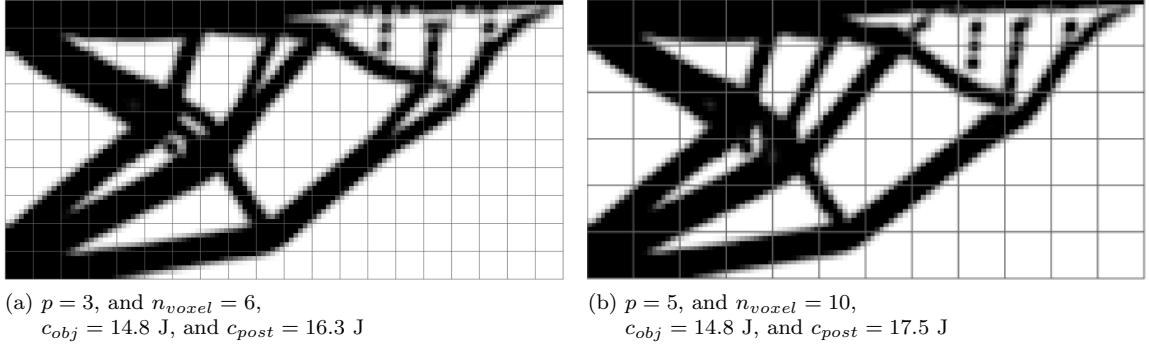 (a) p = 3, and n_voxel = 6,
c_obj = 14.8 J, and c_post = 16.3 J
(b) p = 5, and n_voxel = 10,
c_obj = 14.8 J, and c_post = 17.5 J